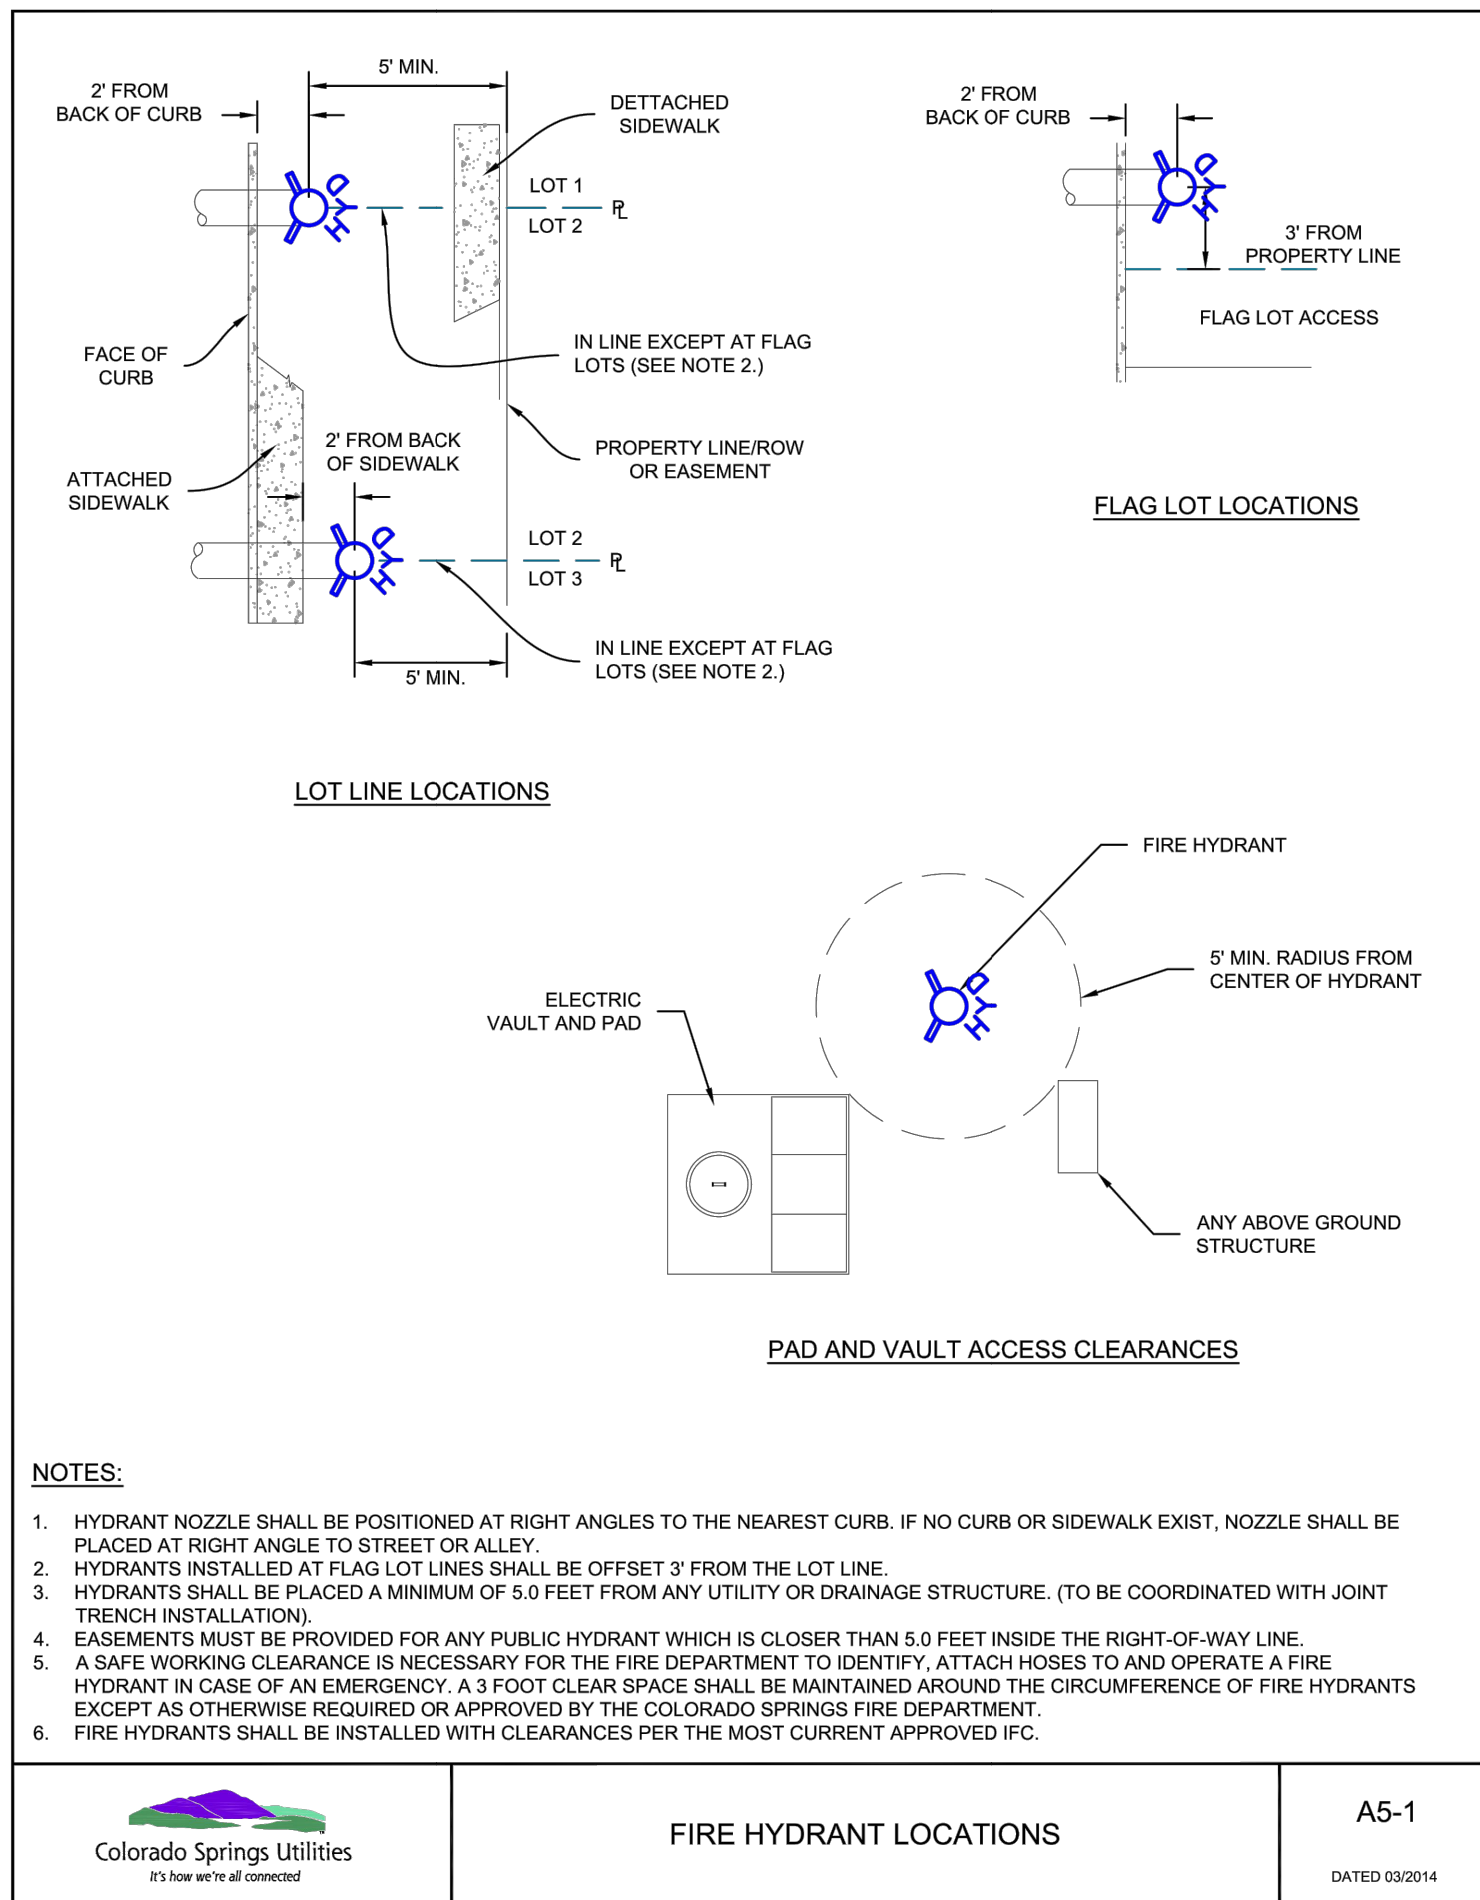 5' MIN.
2' FROM
BACK OF CURB
DETTACHED
SIDEWALK
DYH
LOT 1
LOT 2
PL
FACE OF
CURB
IN LINE EXCEPT AT FLAG
LOTS (SEE NOTE 2.)
2' FROM BACK
OF SIDEWALK
PROPERTY LINE/ROW
OR EASEMENT
ATTACHED
SIDEWALK
DYH
LOT 2
LOT 3
PL
IN LINE EXCEPT AT FLAG
LOTS (SEE NOTE 2.)
5' MIN.
LOT LINE LOCATIONS
2' FROM
BACK OF CURB
DYH
3' FROM
PROPERTY LINE
FLAG LOT ACCESS
FLAG LOT LOCATIONS
FIRE HYDRANT
5' MIN. RADIUS FROM
CENTER OF HYDRANT
DYH
ELECTRIC
VAULT AND PAD
ANY ABOVE GROUND
STRUCTURE
PAD AND VAULT ACCESS CLEARANCES
NOTES:
1. HYDRANT NOZZLE SHALL BE POSITIONED AT RIGHT ANGLES TO THE NEAREST CURB. IF NO CURB OR SIDEWALK EXIST, NOZZLE SHALL BE
PLACED AT RIGHT ANGLE TO STREET OR ALLEY.
2. HYDRANTS INSTALLED AT FLAG LOT LINES SHALL BE OFFSET 3' FROM THE LOT LINE.
3. HYDRANTS SHALL BE PLACED A MINIMUM OF 5.0 FEET FROM ANY UTILITY OR DRAINAGE STRUCTURE. (TO BE COORDINATED WITH JOINT
TRENCH INSTALLATION).
4. EASEMENTS MUST BE PROVIDED FOR ANY PUBLIC HYDRANT WHICH IS CLOSER THAN 5.0 FEET INSIDE THE RIGHT-OF-WAY LINE.
5. A SAFE WORKING CLEARANCE IS NECESSARY FOR THE FIRE DEPARTMENT TO IDENTIFY, ATTACH HOSES TO AND OPERATE A FIRE
HYDRANT IN CASE OF AN EMERGENCY. A 3 FOOT CLEAR SPACE SHALL BE MAINTAINED AROUND THE CIRCUMFERENCE OF FIRE HYDRANTS
EXCEPT AS OTHERWISE REQUIRED OR APPROVED BY THE COLORADO SPRINGS FIRE DEPARTMENT.
6. FIRE HYDRANTS SHALL BE INSTALLED WITH CLEARANCES PER THE MOST CURRENT APPROVED IFC.
Colorado Springs Utilities
It's how we're all connected
FIRE HYDRANT LOCATIONS
A5-1
DATED 03/2014